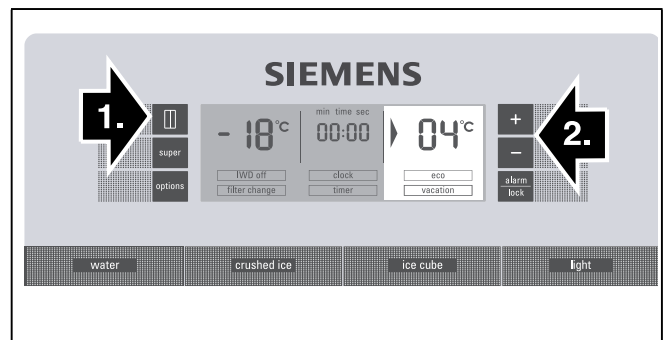 SIEMENS
1.
super
options
- 18°C
min time sec
00:00
04°C
IWD off
clock
eco
filter change
timer
vacation
+
−
2.
alarm
lock
water
crushed ice
ice cube
light